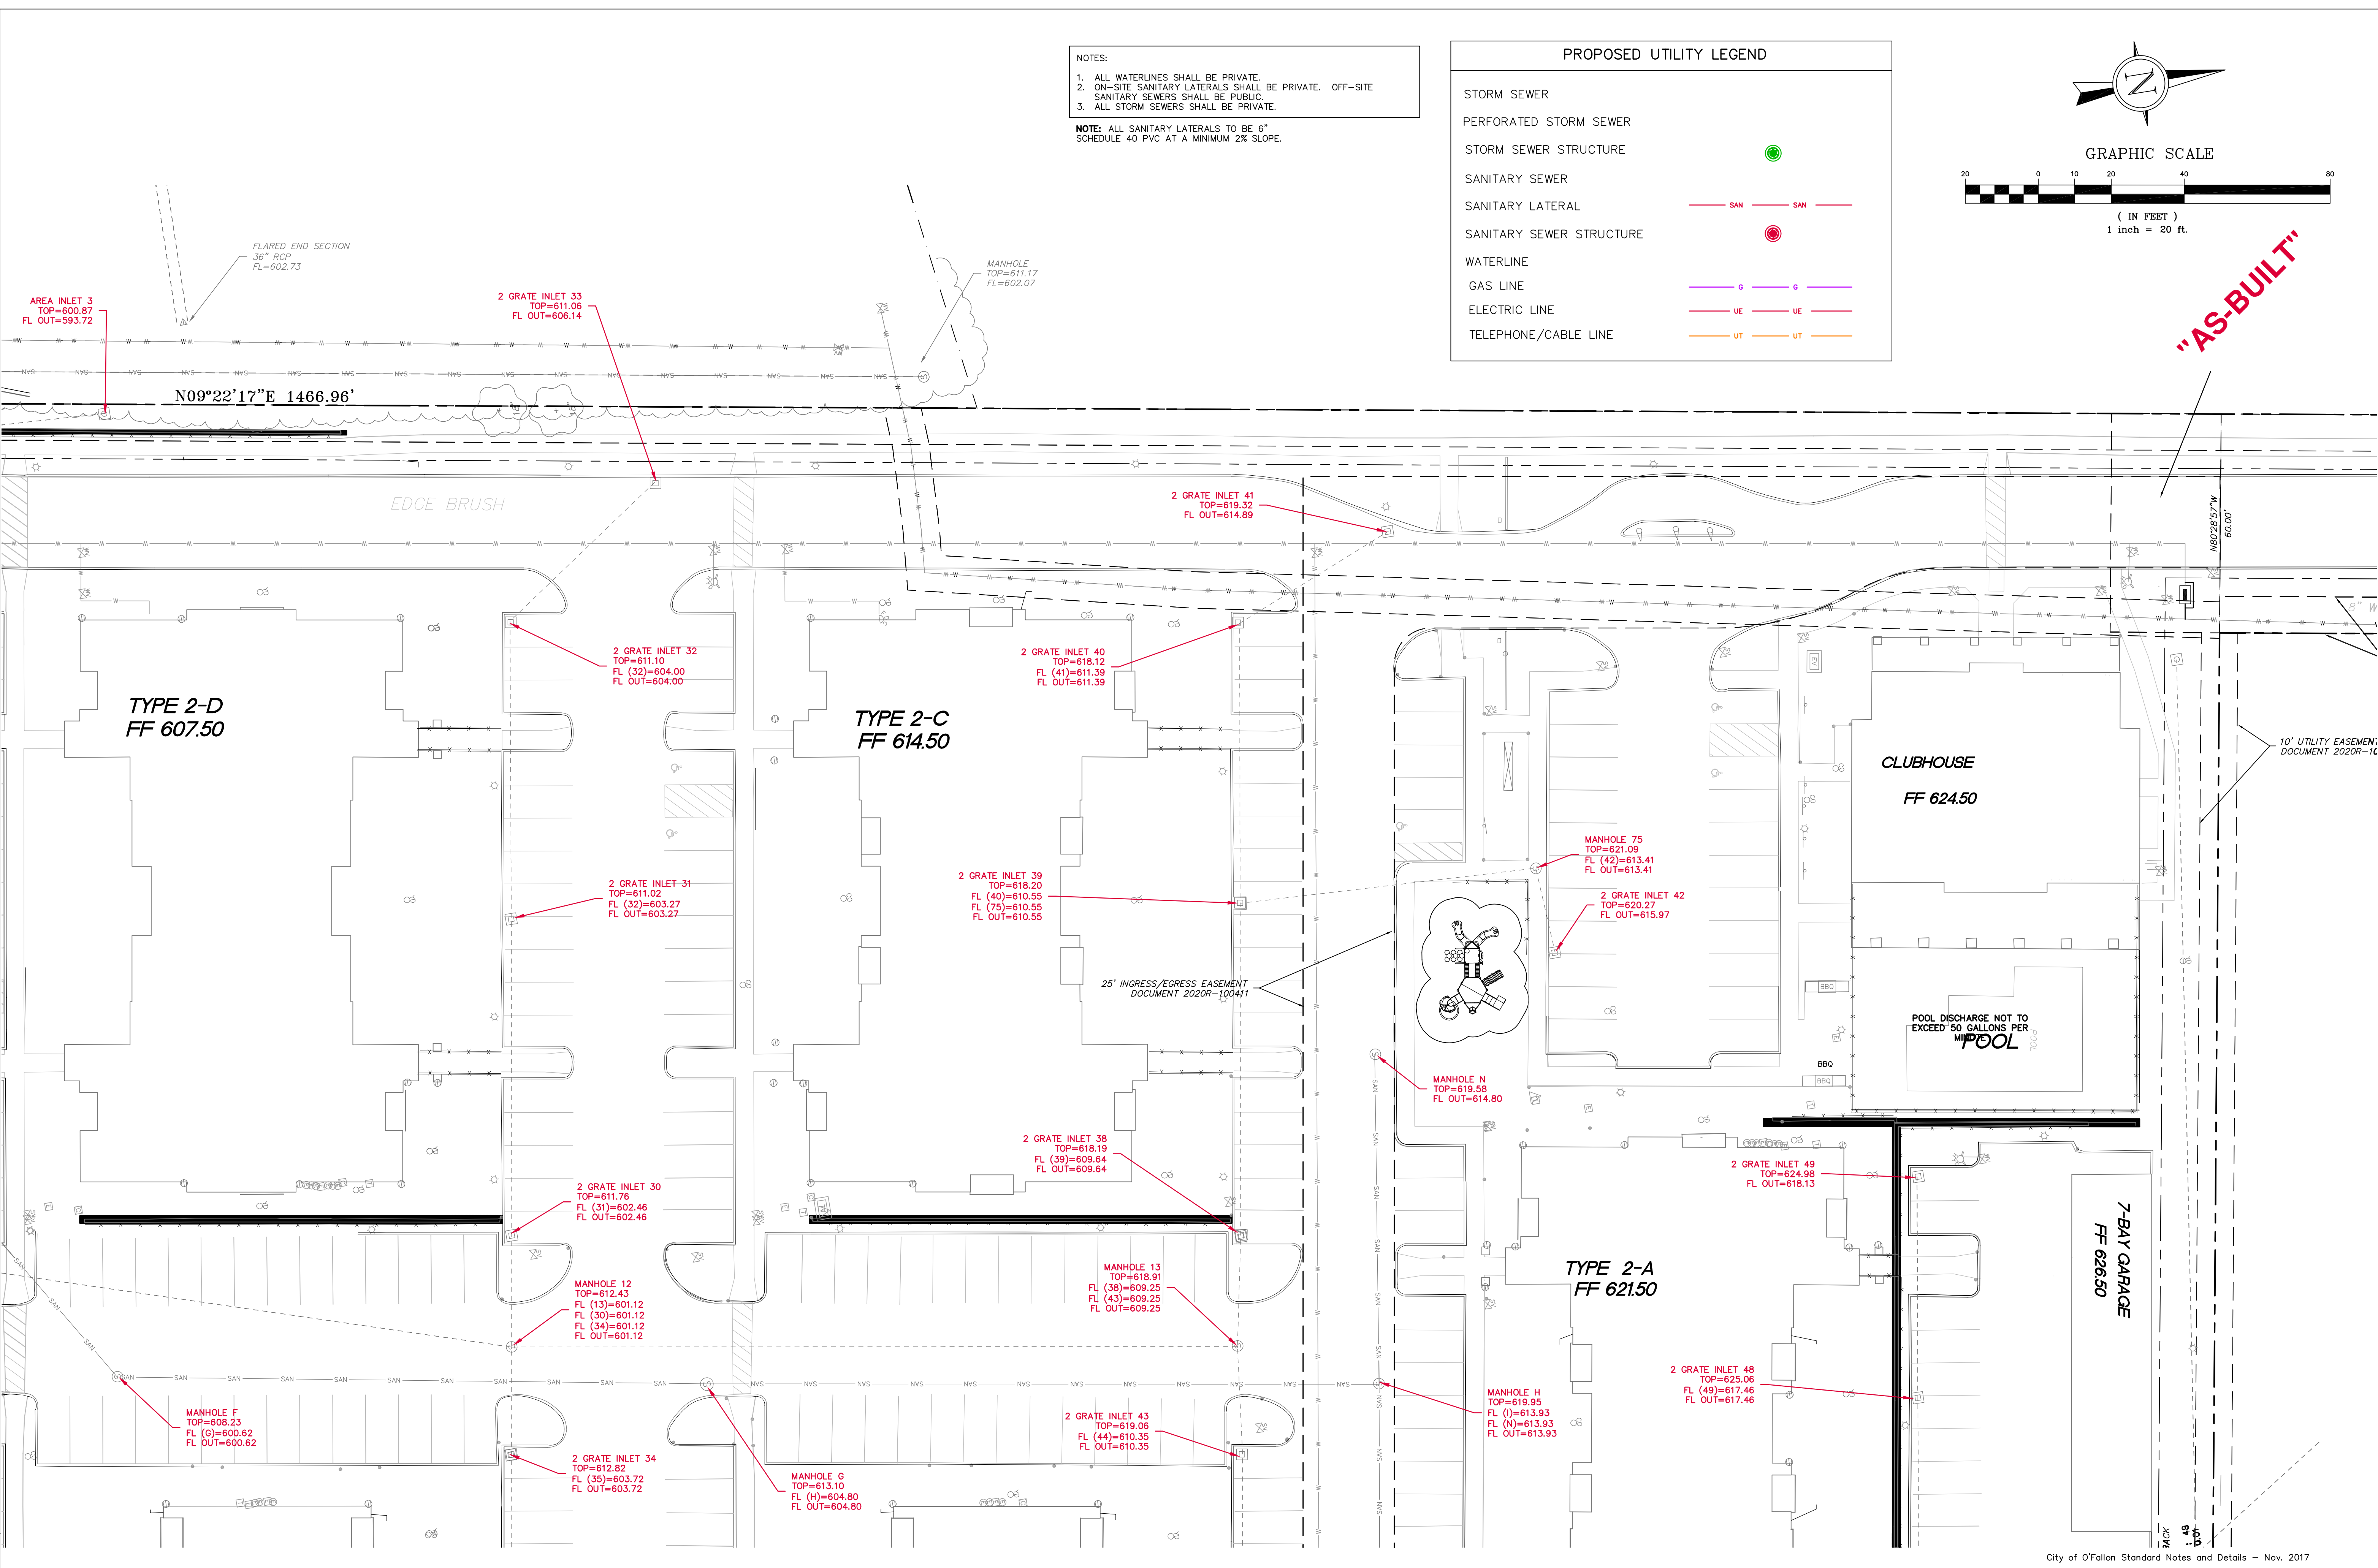 NOTES:
1. ALL WATERLINES SHALL BE PRIVATE.
2. ON-SITE SANITARY LATERALS SHALL BE PRIVATE. OFF-SITE
SANITARY SEWERS SHALL BE PUBLIC.
3. ALL STORM SEWERS SHALL BE PRIVATE.
NOTE: ALL SANITARY LATERALS TO BE 6"
SCHEDULE 40 PVC AT A MINIMUM 2% SLOPE.
PROPOSED UTILITY LEGEND
STORM SEWER
PERFORATED STORM SEWER
STORM SEWER STRUCTURE
SANITARY SEWER
SANITARY LATERAL
SAN SAN
SANITARY SEWER STRUCTURE
WATERLINE
GAS LINE
G G
ELECTRIC LINE
UE UE
TELEPHONE/CABLE LINE
UT UT
N
GRAPHIC SCALE
20 0 10 20 40 80
( IN FEET )
1 inch = 20 ft.
"AS-BUILT"
FLARED END SECTION
36" RCP
FL=602.73
MANHOLE
TOP=611.17
FL=602.07
AREA INLET 3
TOP=600.87
FL OUT=593.72
2 GRATE INLET 33
TOP=611.06
FL OUT=606.14
N09°22'17"E 1466.96'
EDGE BRUSH
2 GRATE INLET 41
TOP=619.32
FL OUT=614.89
N80°28'57"W
60.00'
8" W
2 GRATE INLET 32
TOP=611.10
FL (32)=604.00
FL OUT=604.00
2 GRATE INLET 40
TOP=618.12
FL (41)=611.39
FL OUT=611.39
TYPE 2-D
FF 607.50
TYPE 2-C
FF 614.50
CLUBHOUSE
FF 624.50
EV
10' UTILITY EASEMENT
DOCUMENT 2020R-10
MANHOLE 75
TOP=621.09
FL (42)=613.41
FL OUT=613.41
2 GRATE INLET 31
TOP=611.02
FL (32)=603.27
FL OUT=603.27
2 GRATE INLET 39
TOP=618.20
FL (40)=610.55
FL (75)=610.55
FL OUT=610.55
2 GRATE INLET 42
TOP=620.27
FL OUT=615.97
25' INGRESS/EGRESS EASEMENT
DOCUMENT 2020R-100411
BBQ
POOL DISCHARGE NOT TO
EXCEED 50 GALLONS PER
MINUTE
POOL
POOL
BBQ
BBQ
MANHOLE N
TOP=619.58
FL OUT=614.80
2 GRATE INLET 38
TOP=618.19
FL (39)=609.64
FL OUT=609.64
2 GRATE INLET 49
TOP=624.98
FL OUT=618.13
2 GRATE INLET 30
TOP=611.76
FL (31)=602.46
FL OUT=602.46
7-BAY GARAGE
FF 626.50
TYPE 2-A
FF 621.50
MANHOLE 12
TOP=612.43
FL (13)=601.12
FL (30)=601.12
FL (34)=601.12
FL OUT=601.12
MANHOLE 13
TOP=618.91
FL (38)=609.25
FL (43)=609.25
FL OUT=609.25
2 GRATE INLET 48
TOP=625.06
FL (49)=617.46
FL OUT=617.46
MANHOLE F
TOP=608.23
FL (G)=600.62
FL OUT=600.62
MANHOLE H
TOP=619.95
FL (I)=613.93
FL (N)=613.93
FL OUT=613.93
2 GRATE INLET 43
TOP=619.06
FL (44)=610.35
FL OUT=610.35
2 GRATE INLET 34
TOP=612.82
FL (35)=603.72
FL OUT=603.72
MANHOLE G
TOP=613.10
FL (H)=604.80
FL OUT=604.80
City of O'Fallon Standard Notes and Details - Nov. 2017